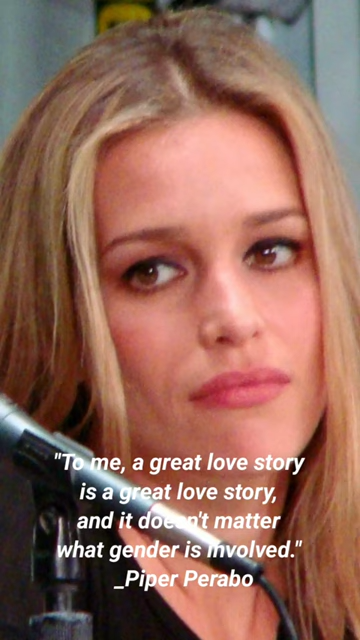 "To me, a great love story
is a great love story,
and it doesn't matter
what gender is involved."
_Piper Perabo